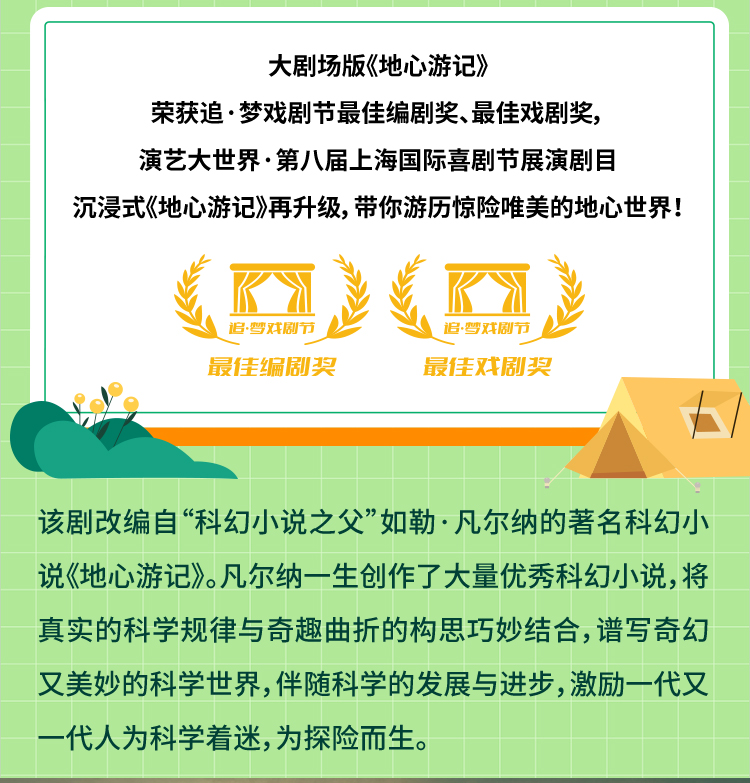 大剧场版《地心游记》
荣获追·梦戏剧节最佳编剧奖、最佳戏剧奖,
演艺大世界·第八届上海国际喜剧节展演剧目
沉浸式《地心游记》再升级，带你游历惊险唯美的地心世界！
追·梦戏剧节
追·梦戏剧节
最佳编剧奖
最佳戏剧奖
该剧改编自“科幻小说之父”如勒·凡尔纳的著名科幻小
说《地心游记》。凡尔纳一生创作了大量优秀科幻小说，将
真实的科学规律与奇趣曲折的构思巧妙结合，谱写奇幻
又美妙的科学世界，伴随科学的发展与进步，激励一代又
一代人为科学着迷，为探险而生。